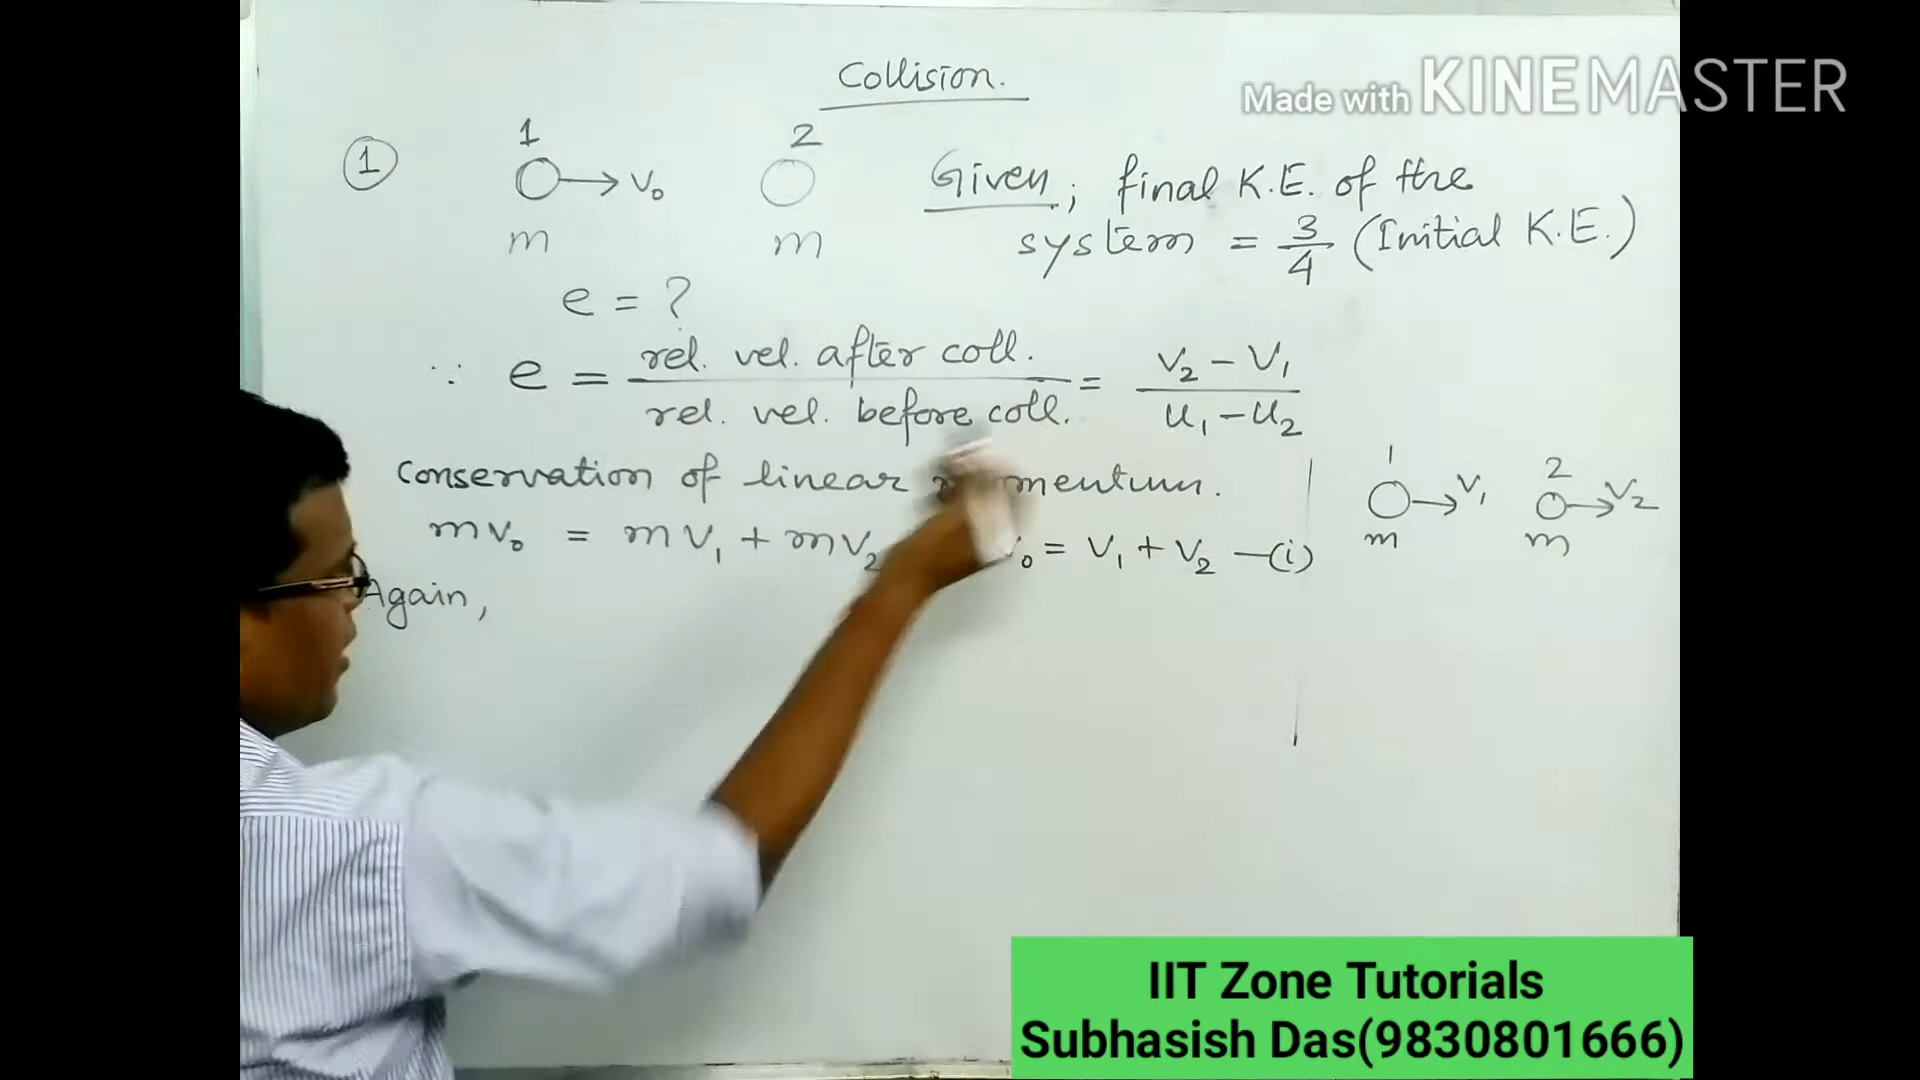 Collision.
Made with KINEMASTER
1 2
① → v₀ Given; final K.E. of the
m m system = 3/4 (Initial K.E.)
e = ?
∵ e = rel. vel. after coll. / rel. vel. before coll. = v₂ - v₁ / u₁ - u₂
Conservation of linear mentum.
1 → v₁ 2 → v₂
m m
mv₀ = mv₁ + mv₂ ₀ = v₁ + v₂ —(i)
Again,
IIT Zone Tutorials
Subhasish Das(9830801666)